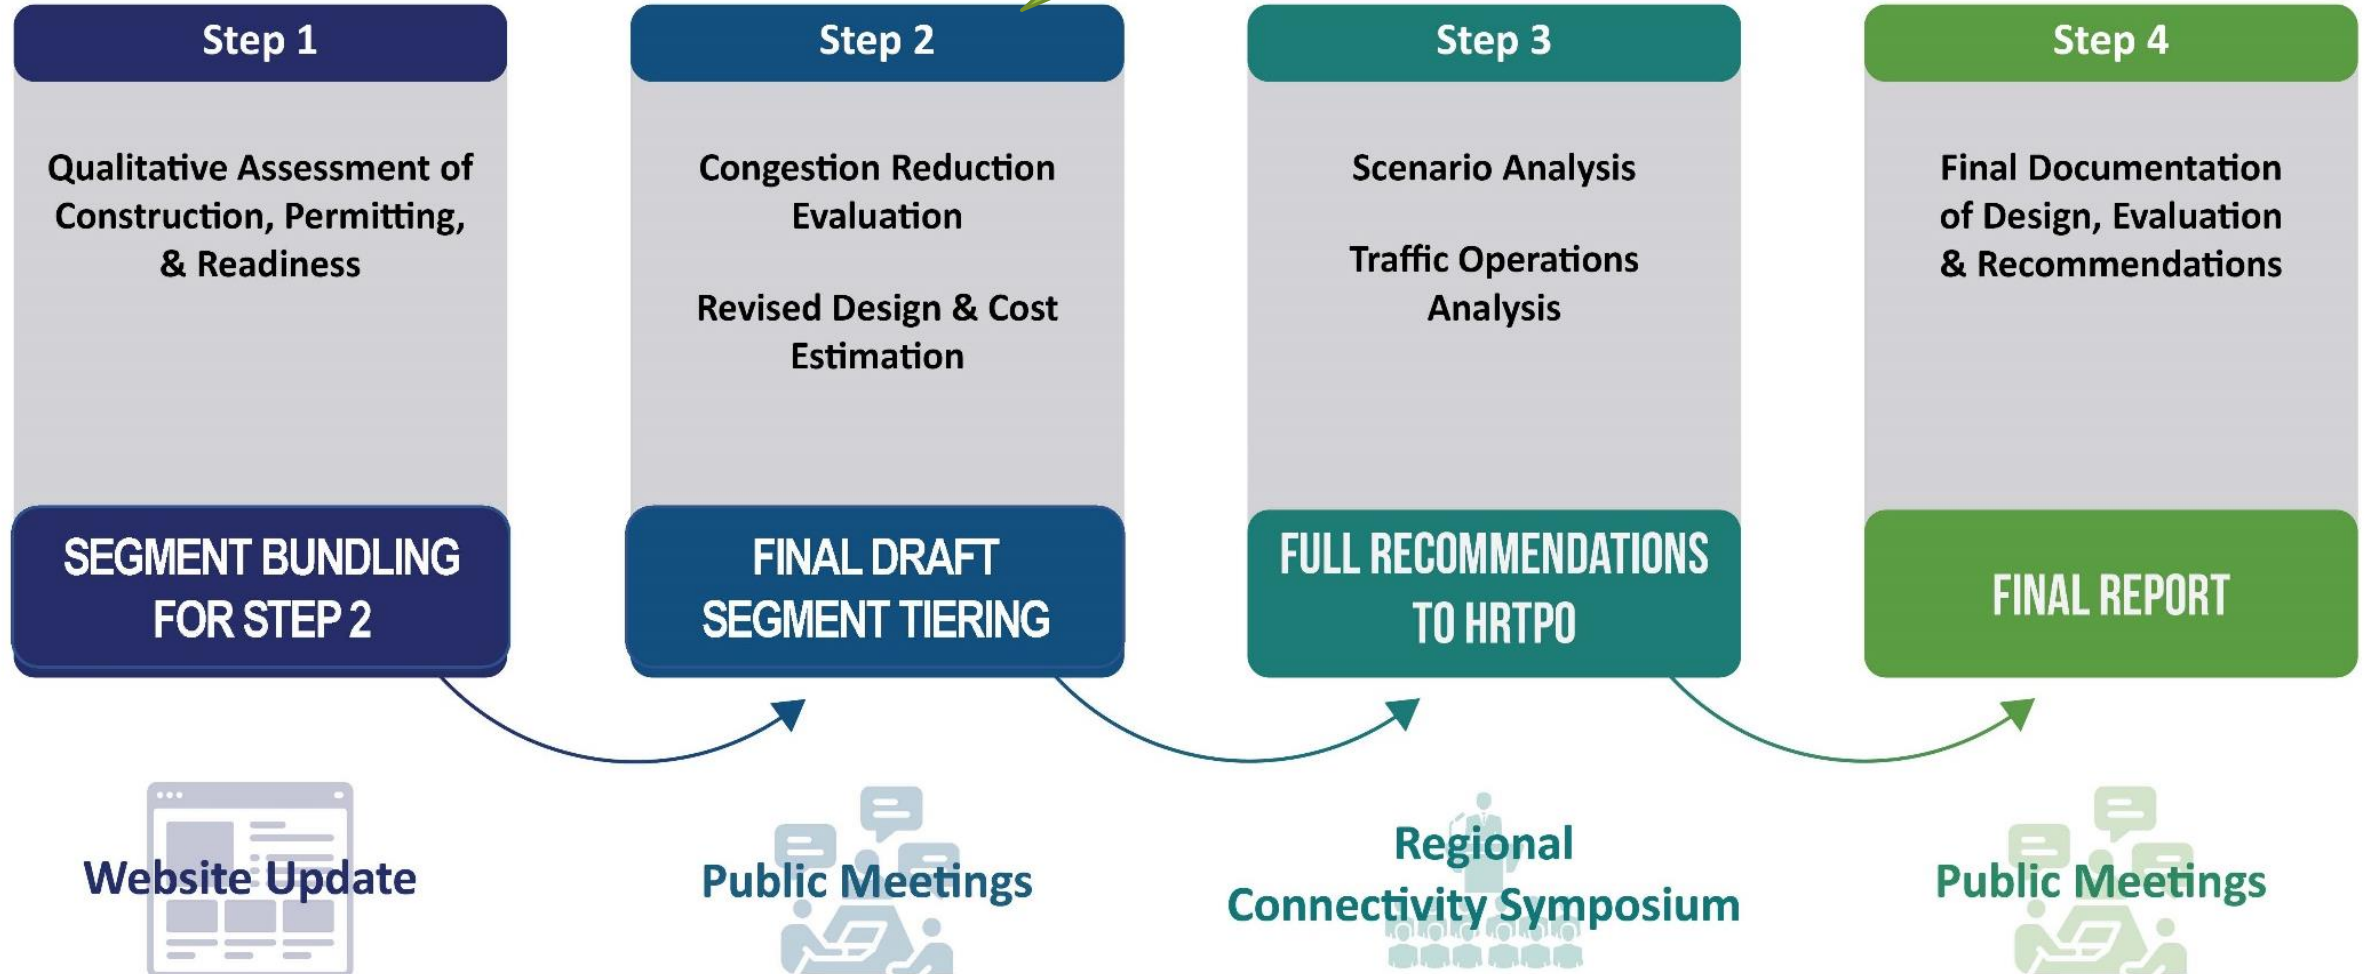 Step 1
Qualitative Assessment of
Construction, Permitting,
& Readiness
SEGMENT BUNDLING
FOR STEP 2
Website Update
Step 2
Congestion Reduction
Evaluation
Revised Design & Cost
Estimation
FINAL DRAFT
SEGMENT TIERING
Public Meetings
Step 3
Scenario Analysis
Traffic Operations
Analysis
FULL RECOMMENDATIONS
TO HRTPO
Regional
Connectivity Symposium
Step 4
Final Documentation
of Design, Evaluation
& Recommendations
FINAL REPORT
Public Meetings